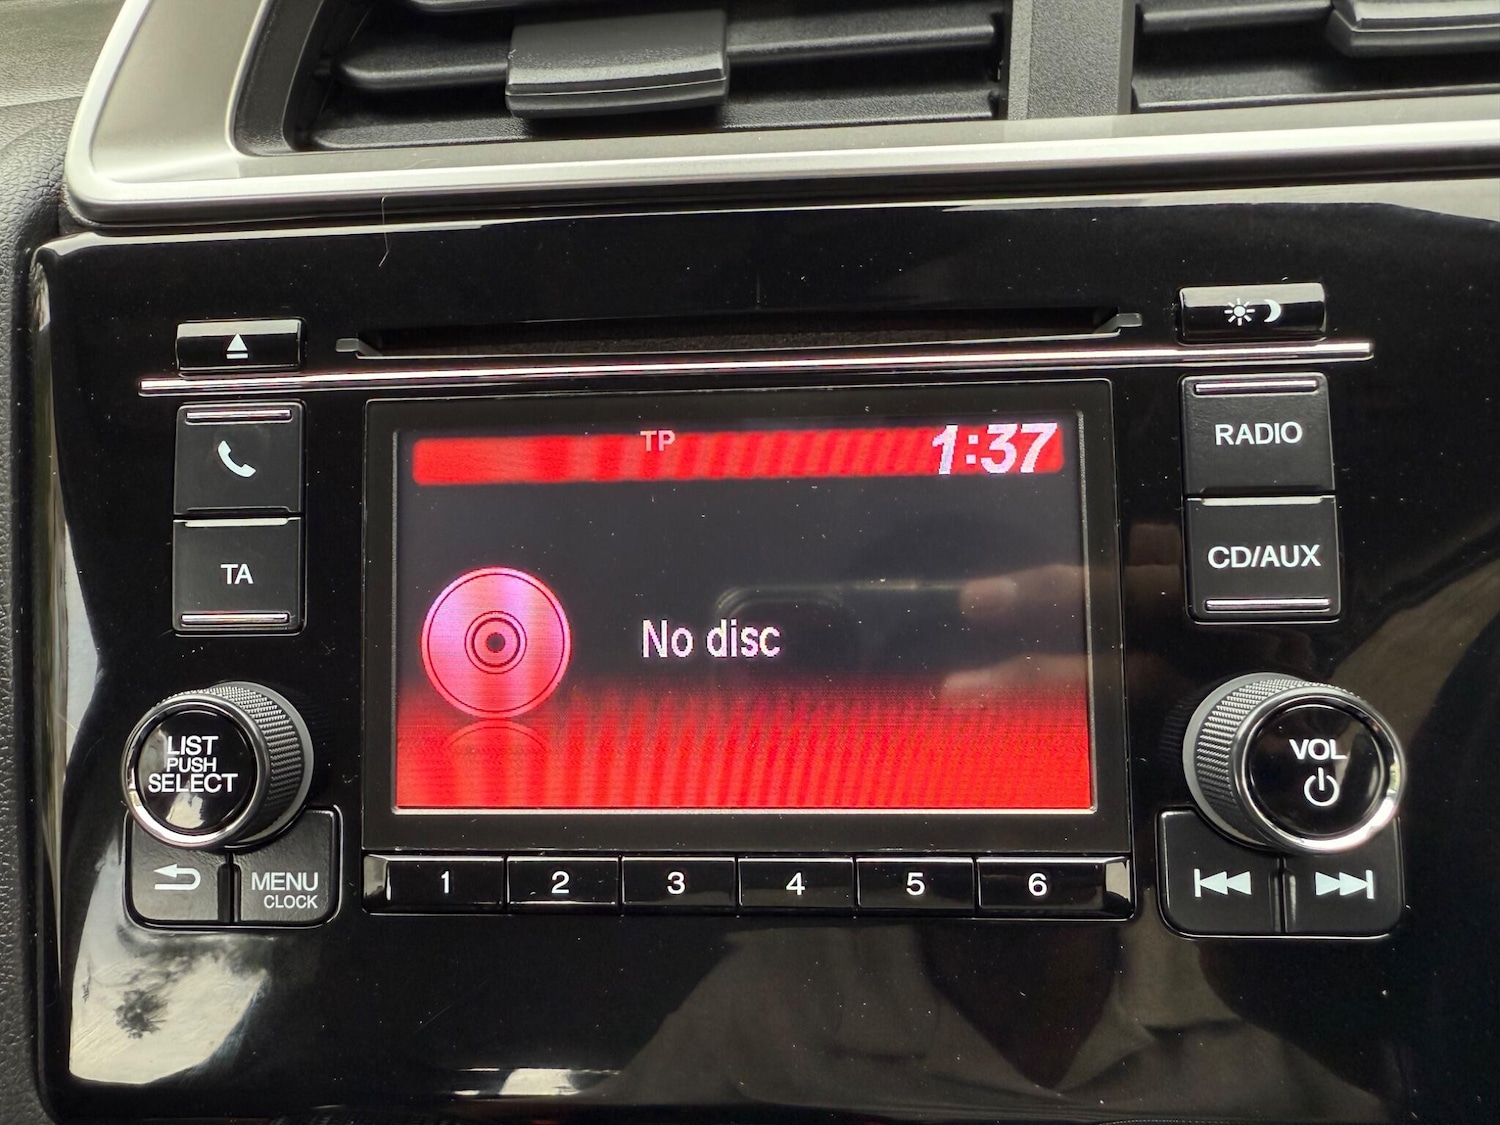 TP
1:37
No disc
RADIO
TA
CD/AUX
LIST
PUSH
SELECT
VOL
MENU
CLOCK
1
2
3
4
5
6